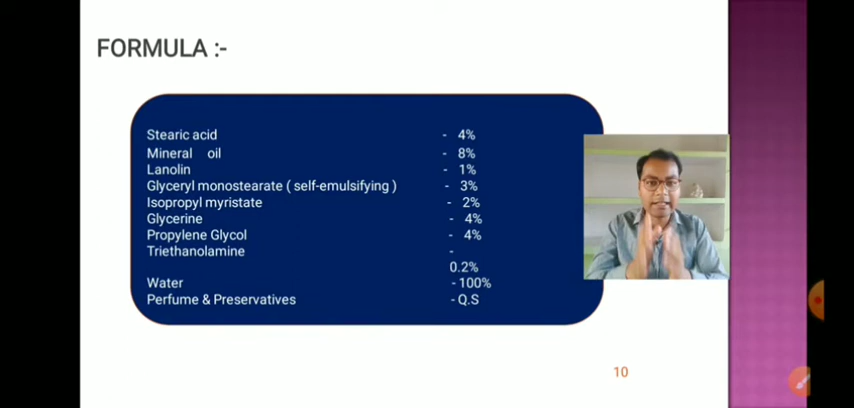 FORMULA :-
Stearic acid - 4%
Mineral oil - 8%
Lanolin - 1%
Glyceryl monostearate ( self-emulsifying ) - 3%
Isopropyl myristate - 2%
Glycerine - 4%
Propylene Glycol - 4%
Triethanolamine -
0.2%
Water - 100%
Perfume & Preservatives - Q.S
10